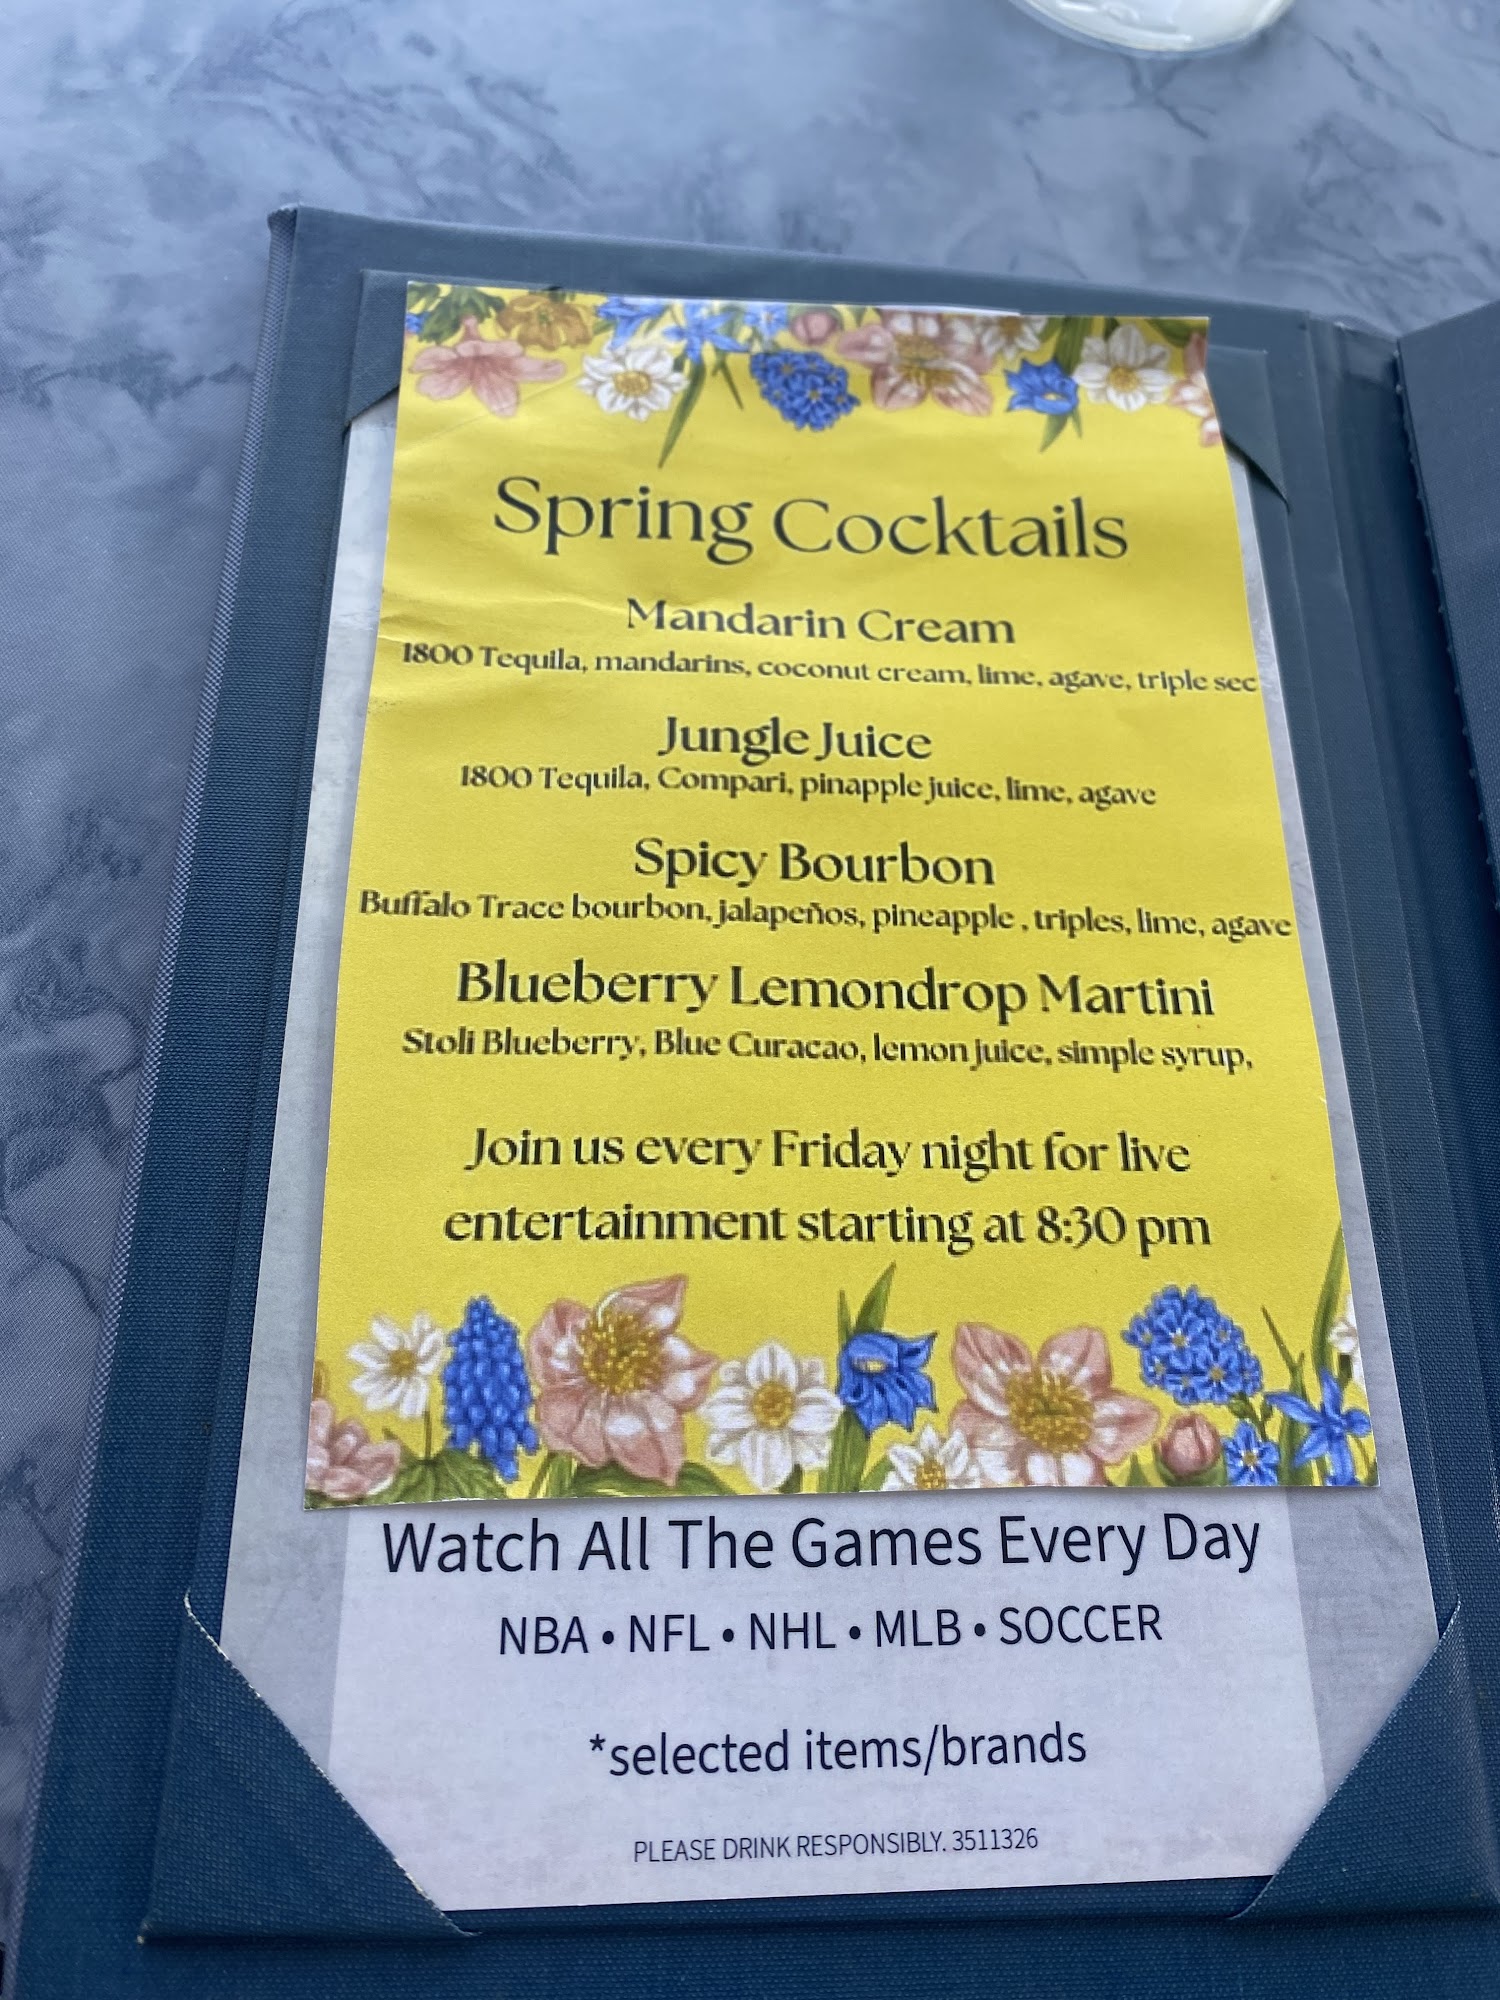 Spring Cocktails
Mandarin Cream
1800 Tequila, mandarins, coconut cream, lime, agave, triple sec
Jungle Juice
1800 Tequila, Compari, pinapple juice, lime, agave
Spicy Bourbon
Buffalo Trace bourbon, jalapeños, pineapple , triples, lime, agave
Blueberry Lemondrop Martini
Stoli Blueberry, Blue Curacao, lemon juice, simple syrup,
Join us every Friday night for live
entertainment starting at 8:30 pm
Watch All The Games Every Day
NBA • NFL • NHL • MLB • SOCCER
*selected items/brands
PLEASE DRINK RESPONSIBLY. 3511326